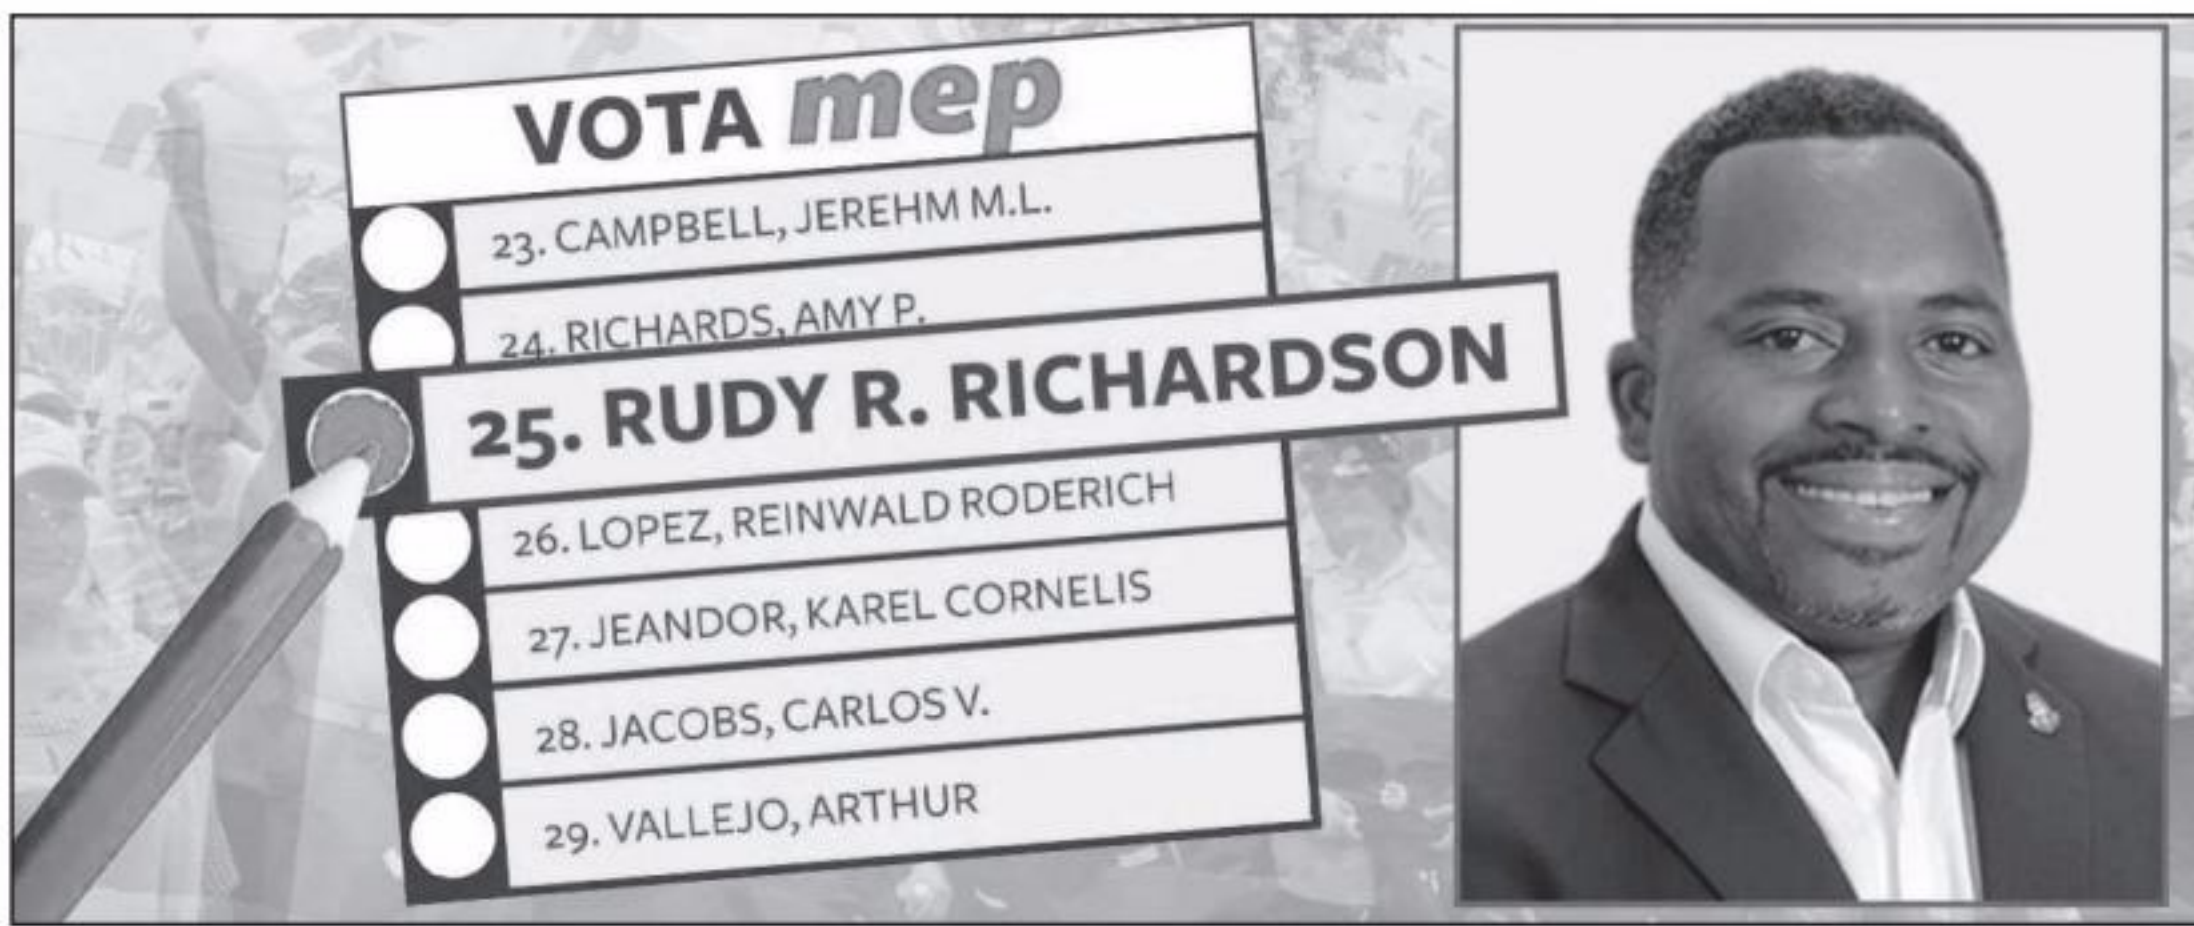 VOTA mep
23. CAMPBELL, JEREHM M.L.
24. RICHARDS, AMY P.
25. RUDY R. RICHARDSON
26. LOPEZ, REINWALD RODERICH
27. JEANDOR, KAREL CORNELIS
28. JACOBS, CARLOS V.
29. VALLEJO, ARTHUR